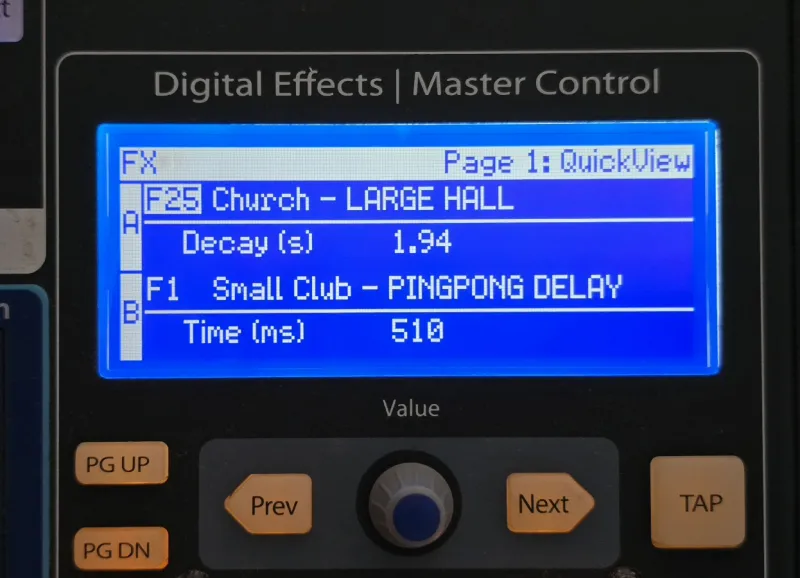 Digital Effects | Master Control
FX Page 1: QuickView
A F25 Church – LARGE HALL
Decay (s) 1.94
B F1 Small Club – PINGPONG DELAY
Time (ms) 510
Value
PG UP
Prev Next TAP
PG DN